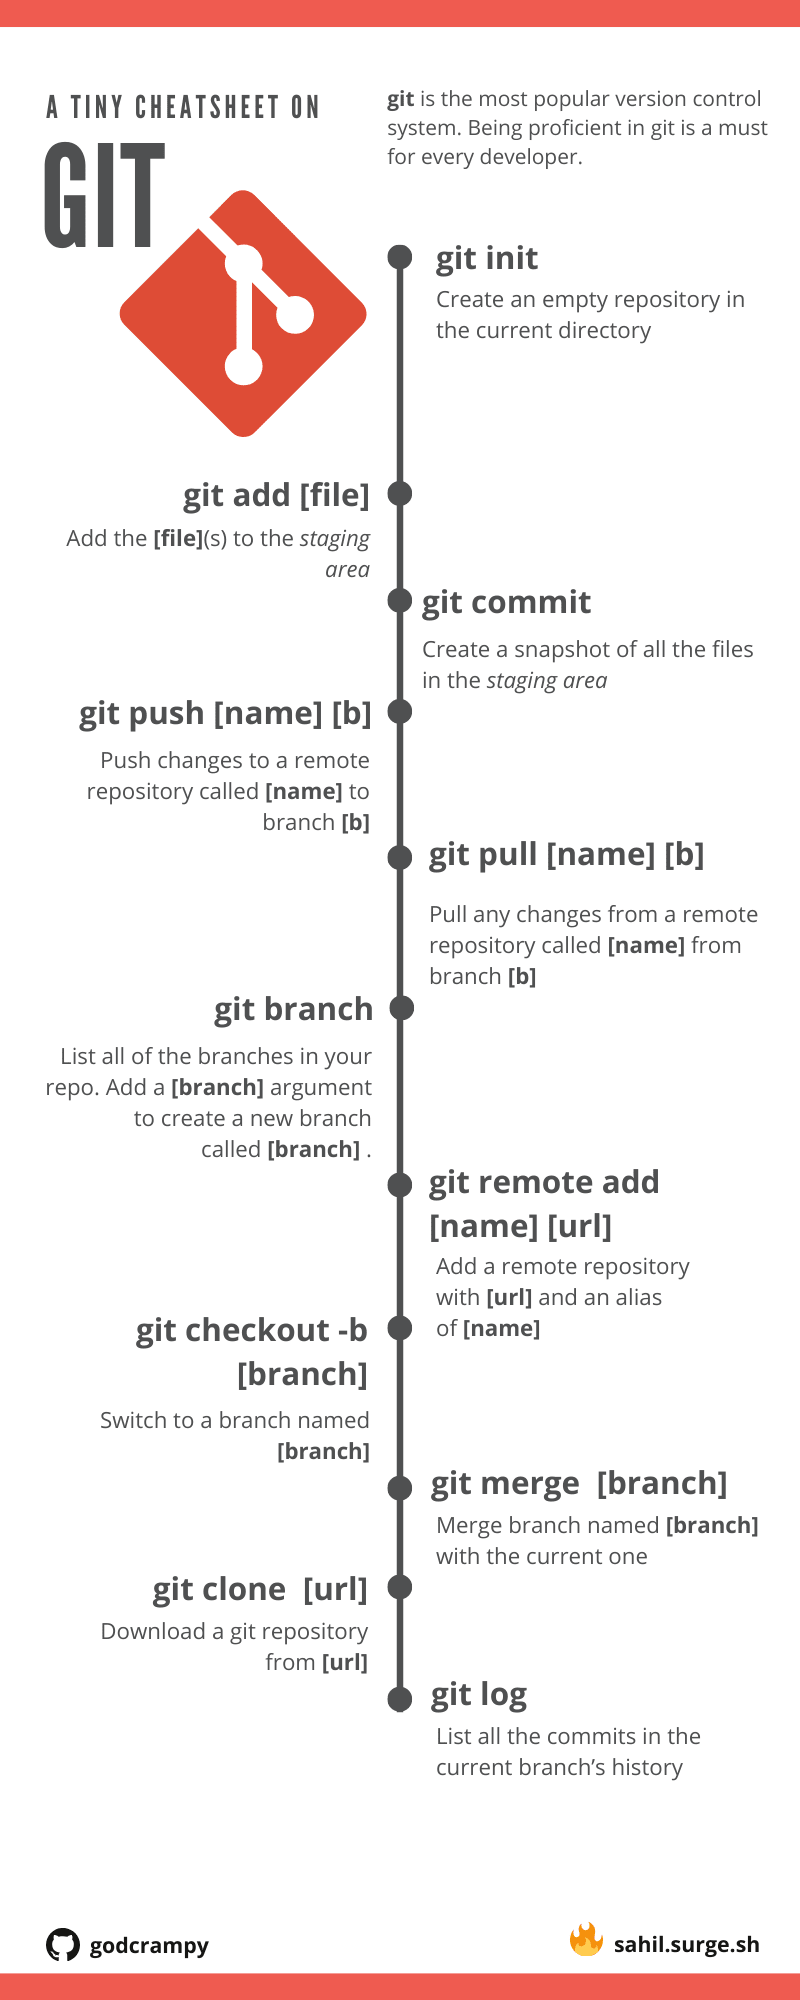 A TINY CHEATSHEET ON
GIT
git is the most popular version control
system. Being proficient in git is a must
for every developer.
git init
Create an empty repository in
the current directory
git add [file]
Add the [file](s) to the staging
area
git commit
Create a snapshot of all the files
in the staging area
git push [name] [b]
Push changes to a remote
repository called [name] to
branch [b]
git pull [name] [b]
Pull any changes from a remote
repository called [name] from
branch [b]
git branch
List all of the branches in your
repo. Add a [branch] argument
to create a new branch
called [branch] .
git remote add
[name] [url]
Add a remote repository
with [url] and an alias
of [name]
git checkout -b
[branch]
Switch to a branch named
[branch]
git merge  [branch]
Merge branch named [branch]
with the current one
git clone  [url]
Download a git repository
from [url]
git log
List all the commits in the
current branch’s history
godcrampy
sahil.surge.sh